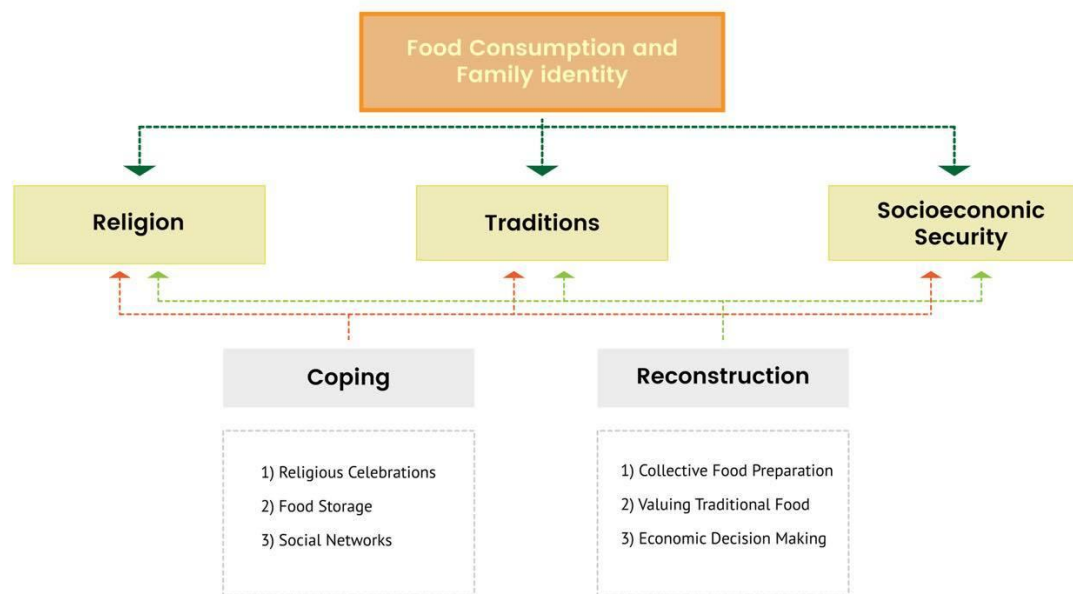 Food Consumption and
Family identity
Religion
Traditions
Socioecononic
Security
Coping
Reconstruction
1) Religious Celebrations
2) Food Storage
3) Social Networks
1) Collective Food Preparation
2) Valuing Traditional Food
3) Economic Decision Making